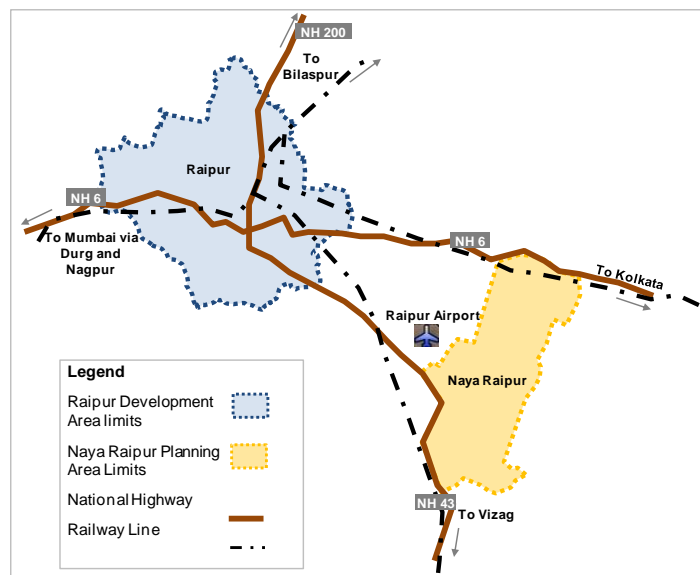 NH 200
To
Bilaspur
Raipur
NH 6
To Mumbai via
Durg and
Nagpur
NH 6
To Kolkata
Raipur Airport
Naya Raipur
NH 43
To Vizag
Legend
Raipur Development
Area limits
Naya Raipur Planning
Area Limits
National Highway
Railway Line